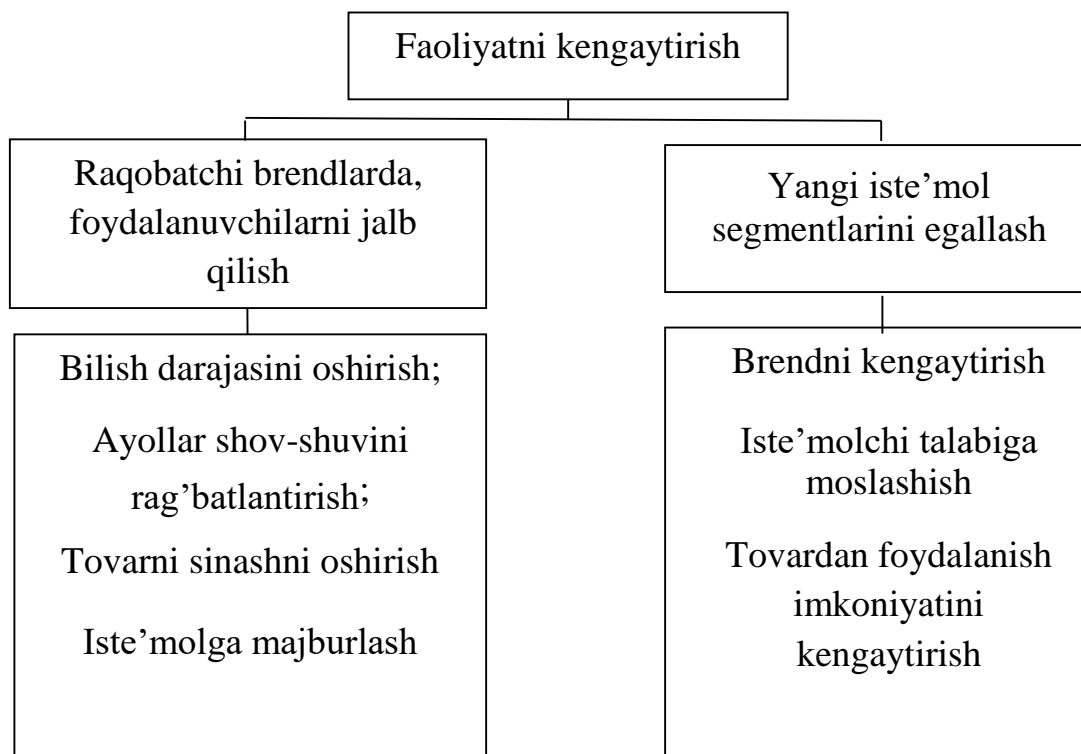 Faoliyatni kengaytirish
Raqobatchi brendlarda,
foydalanuvchilarni jalb
qilish
Yangi iste’mol
segmentlarini egallash
Bilish darajasini oshirish;
Ayollar shov-shuvini
rag’batlantirish;
Tovarni sinashni oshirish
Iste’molga majburlash
Brendni kengaytirish
Iste’molchi talabiga
moslashish
Tovardan foydalanish
imkoniyatini
kengaytirish